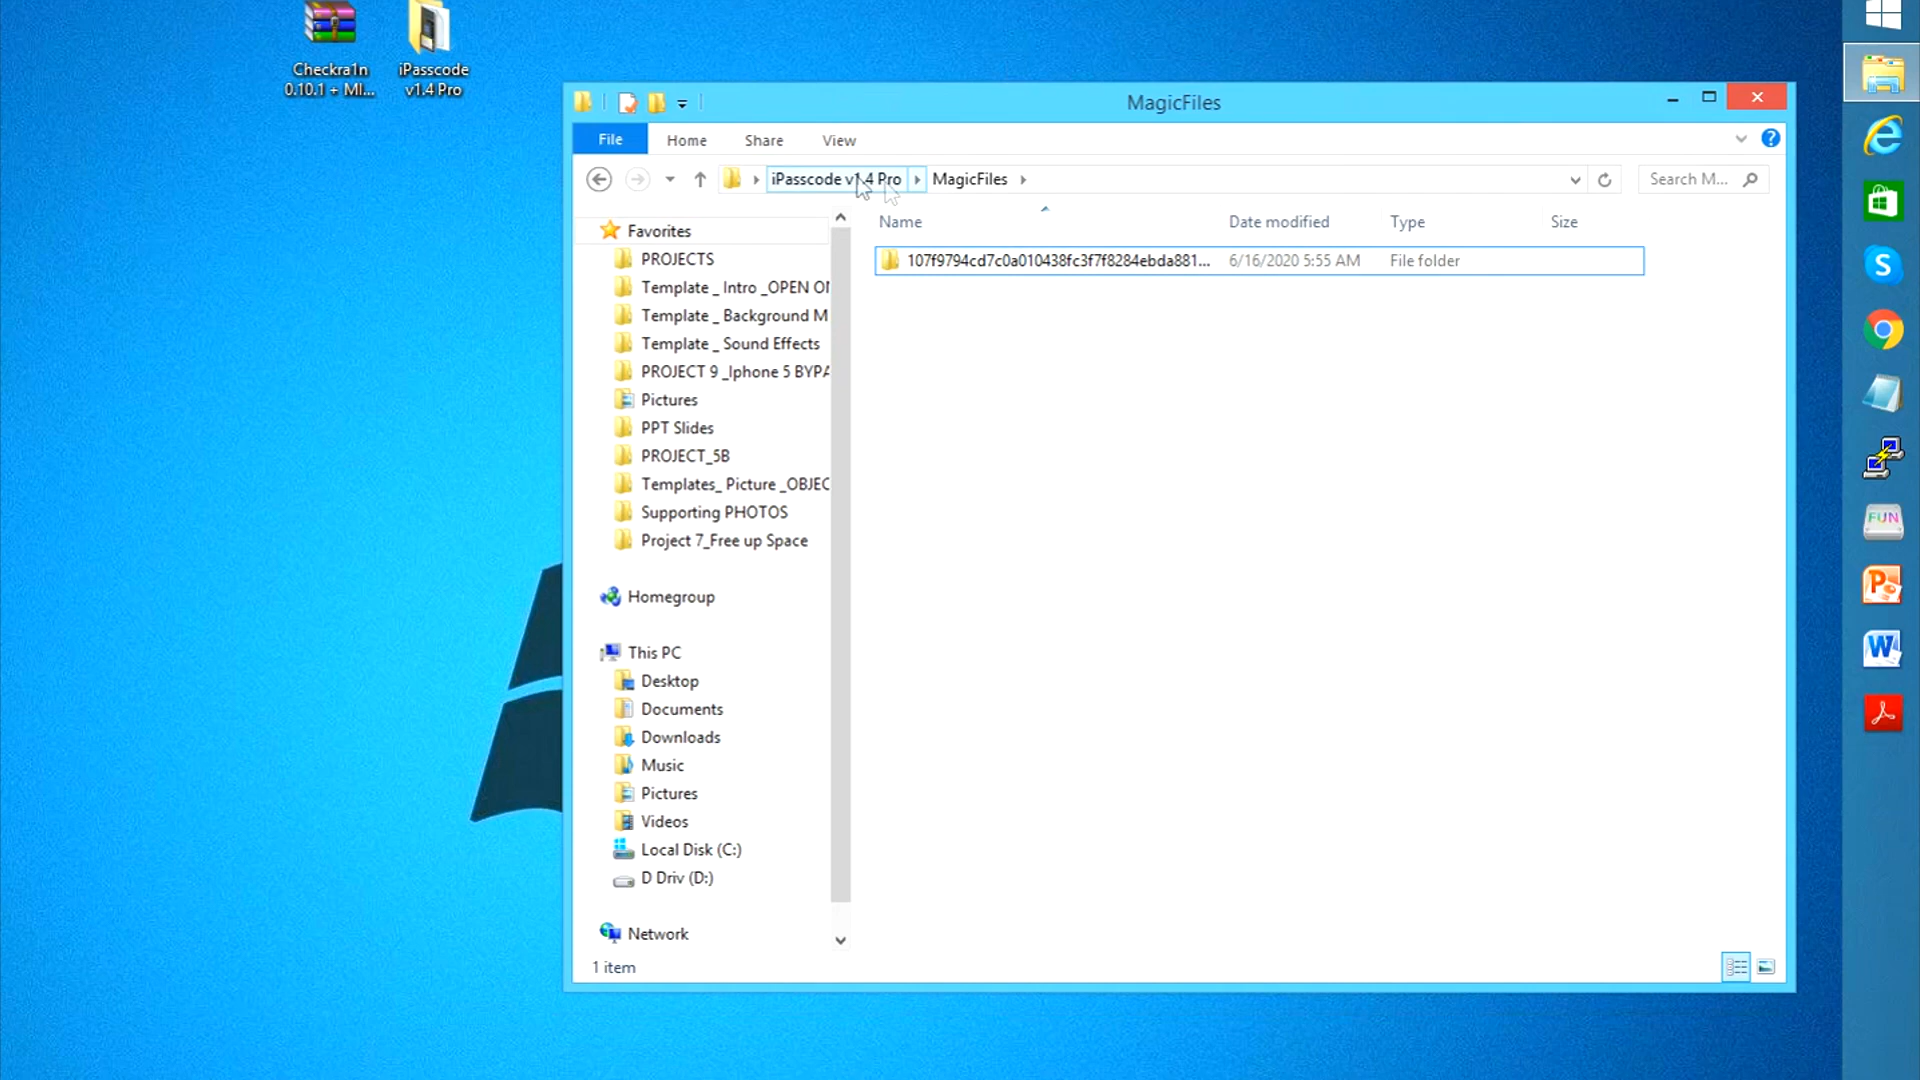 Checkra1n
0.10.1 + MI...
iPasscode
v1.4 Pro
MagicFiles
File
Home
Share
View
iPasscode v1.4 Pro
MagicFiles
Search M...
Name
Date modified
Type
Size
107f9794cd7c0a010438fc3f7f8284ebda881...
6/16/2020 5:55 AM
File folder
Favorites
PROJECTS
Template _ Intro _OPEN ON
Template _ Background M
Template _ Sound Effects
PROJECT 9 _Iphone 5 BYPA
Pictures
PPT Slides
PROJECT_5B
Templates_ Picture _OBJEC
Supporting PHOTOS
Project 7_Free up Space
Homegroup
This PC
Desktop
Documents
Downloads
Music
Pictures
Videos
Local Disk (C:)
D Driv (D:)
Network
1 item
FUN